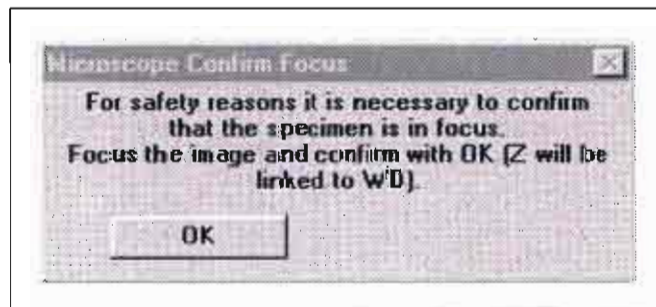 Microscope Confirm Focus
For safety reasons it is necessary to confirm
that the specimen is in focus.
Focus the image and confirm with OK (Z will be
linked to WD).
OK